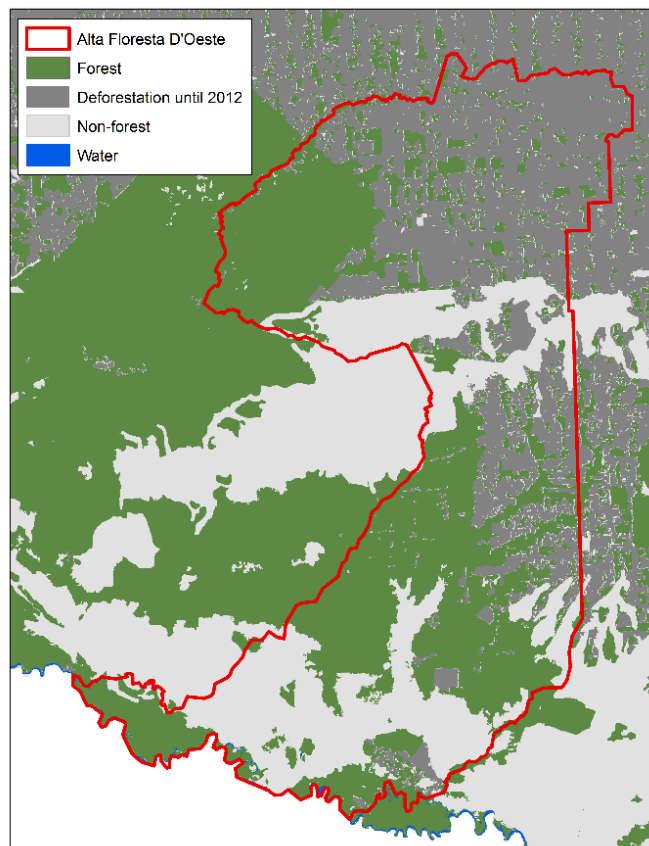 Alta Floresta D'Oeste
Forest
Deforestation until 2012
Non-forest
Water